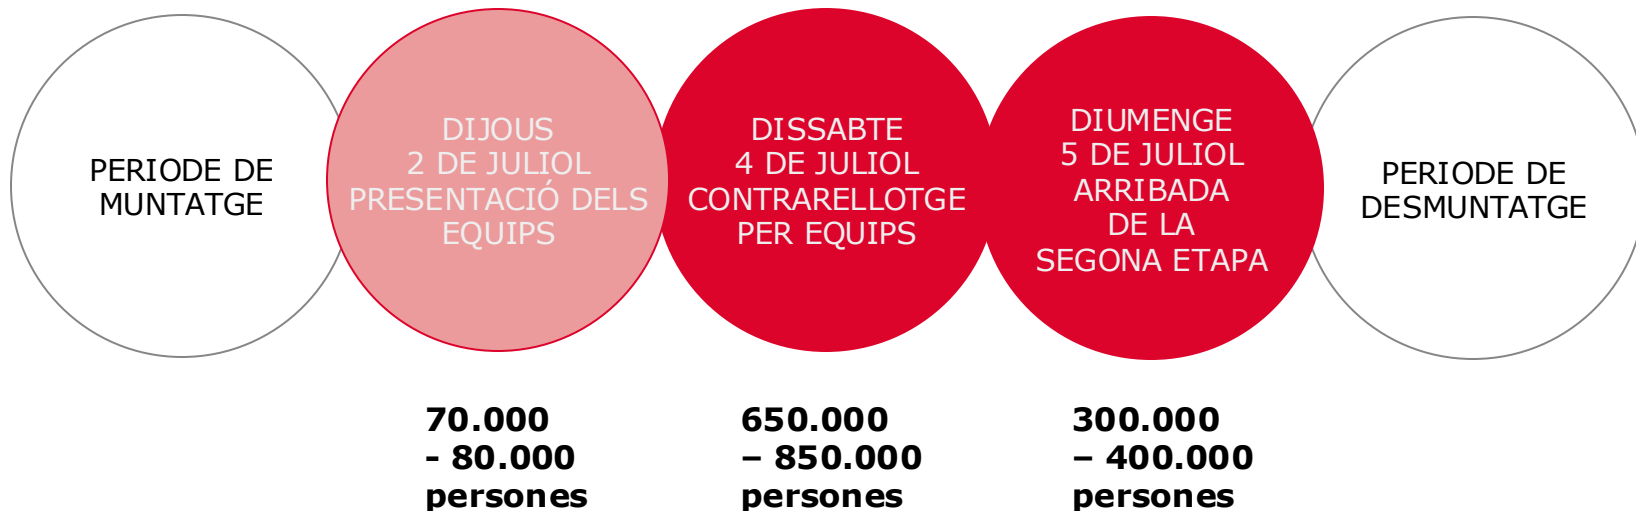 PERIODE DE
MUNTATGE
DIJOUS
2 DE JULIOL
PRESENTACIÓ DELS
EQUIPS
DISSABTE
4 DE JULIOL
CONTRARELLOTGE
PER EQUIPS
DIUMENGE
5 DE JULIOL
ARRIBADA
DE LA
SEGONA ETAPA
PERIODE DE
DESMUNTATGE
70.000
- 80.000
persones
650.000
– 850.000
persones
300.000
– 400.000
persones